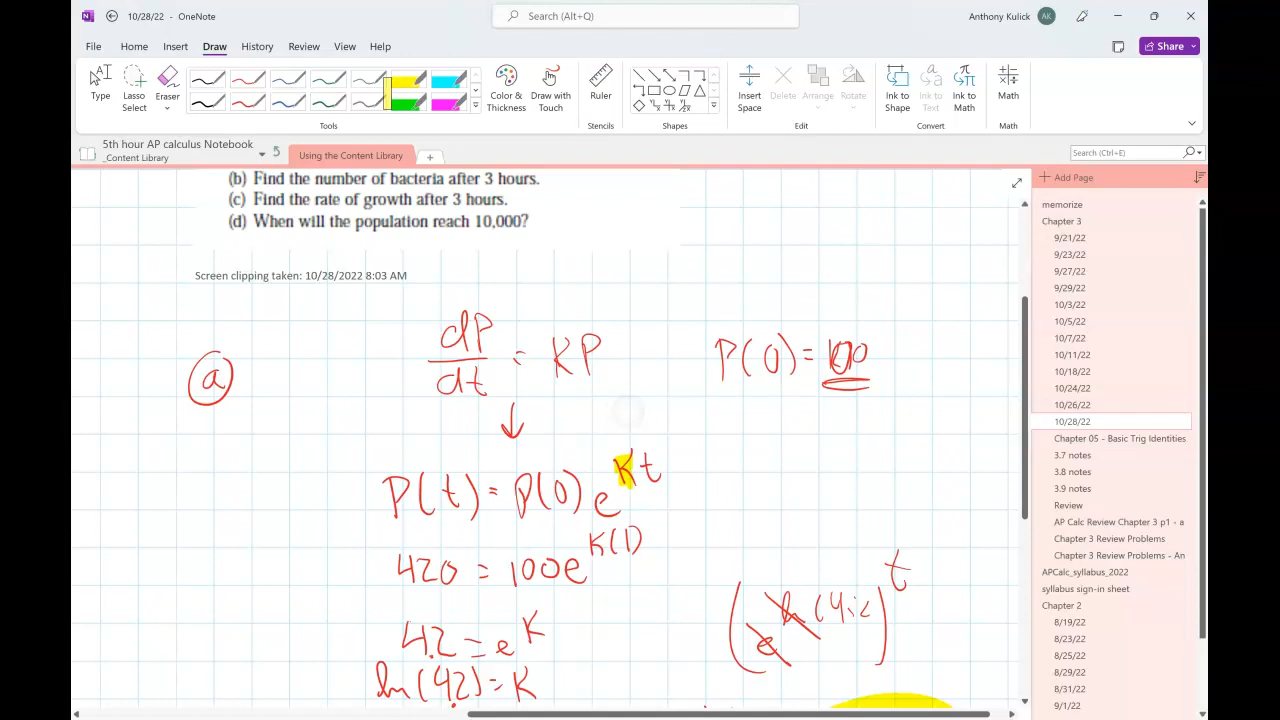 10/28/22 - OneNote
Search (Alt+Q)
Anthony Kulick
AK
File Home Insert Draw History Review View Help
Share
Type
Lasso Select
Eraser
Color & Thickness
Draw with Touch
Ruler
Insert Space
Delete
Arrange
Rotate
Ink to Shape
Ink to Text
Ink to Math
Math
Tools
Stencils
Shapes
Edit
Convert
Math
5th hour AP calculus Notebook
_Content Library
Using the Content Library
Search (Ctrl+E)
(b) Find the number of bacteria after 3 hours.
(c) Find the rate of growth after 3 hours.
(d) When will the population reach 10,000?
Screen clipping taken: 10/28/2022 8:03 AM
(a)
dP/dt = KP
P(0) = 100
P(t) = P(0) e^Kt
420 = 100e^K(1)
4.2 = e^K
ln(4.2) = K
(e^ln(4.2))^t
Add Page
memorize
Chapter 3
9/21/22
9/23/22
9/27/22
9/29/22
10/3/22
10/5/22
10/7/22
10/11/22
10/18/22
10/24/22
10/26/22
10/28/22
Chapter 05 - Basic Trig Identities
3.7 notes
3.8 notes
3.9 notes
Review
AP Calc Review Chapter 3 p1 - a
Chapter 3 Review Problems
Chapter 3 Review Problems - An
APCalc_syllabus_2022
syllabus sign-in sheet
Chapter 2
8/19/22
8/23/22
8/25/22
8/29/22
8/31/22
9/1/22